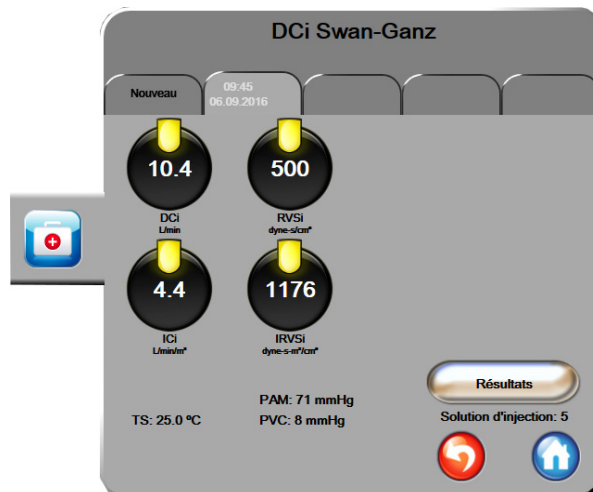 DCi Swan-Ganz
Nouveau
09:45
06.09.2016
10.4
500
DCi
L/min
RVSi
dyne-s/cm⁵
4.4
1176
ICi
L/min/m²
IRVSi
dyne-s-m²/cm⁵
Résultats
PAM: 71 mmHg
TS: 25.0 ºC
PVC: 8 mmHg
Solution d'injection: 5